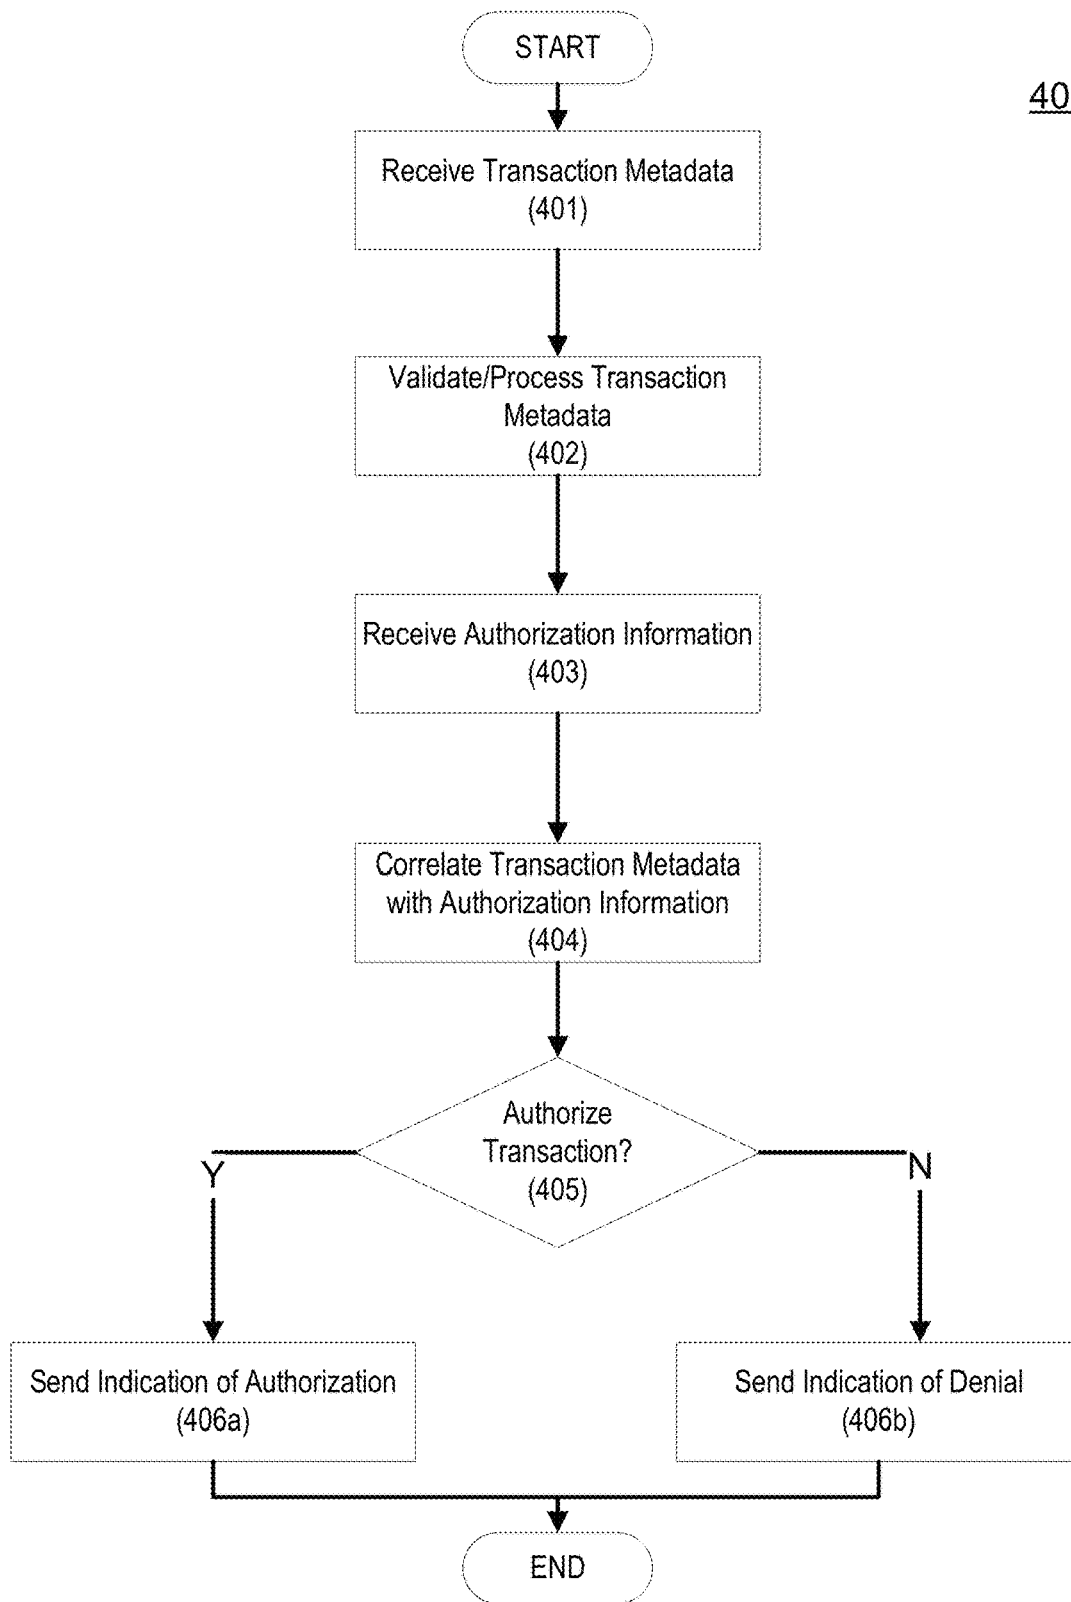 START
40
Receive Transaction Metadata
(401)
Validate/Process Transaction
Metadata
(402)
Receive Authorization Information
(403)
Correlate Transaction Metadata
with Authorization Information
(404)
Authorize
Transaction?
(405)
Y
N
Send Indication of Authorization
(406a)
Send Indication of Denial
(406b)
END